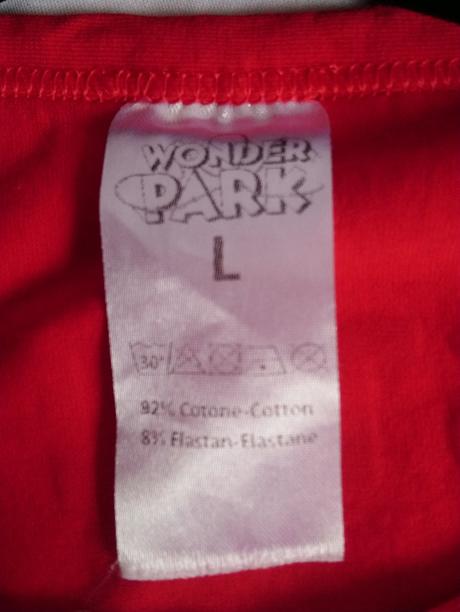 WONDER
PARK
L
30°
92% Cotone-Cotton
8% Elastan-Elastane